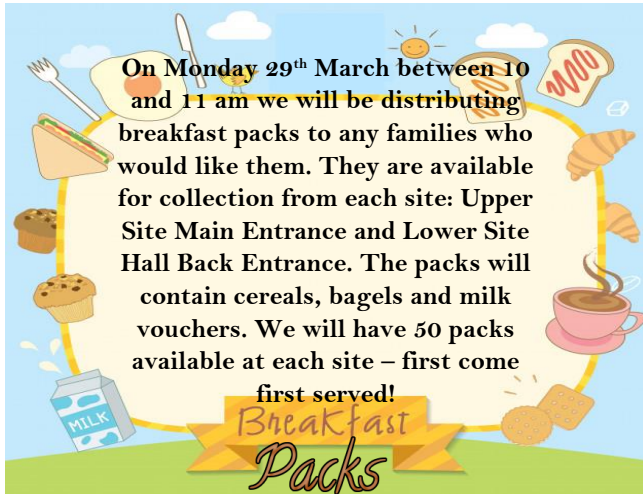 On Monday 29th March between 10
and 11 am we will be distributing
breakfast packs to any families who
would like them. They are available
for collection from each site: Upper
Site Main Entrance and Lower Site
Hall Back Entrance. The packs will
contain cereals, bagels and milk
vouchers. We will have 50 packs
available at each site – first come
first served!
MILK
Breakfast
Packs